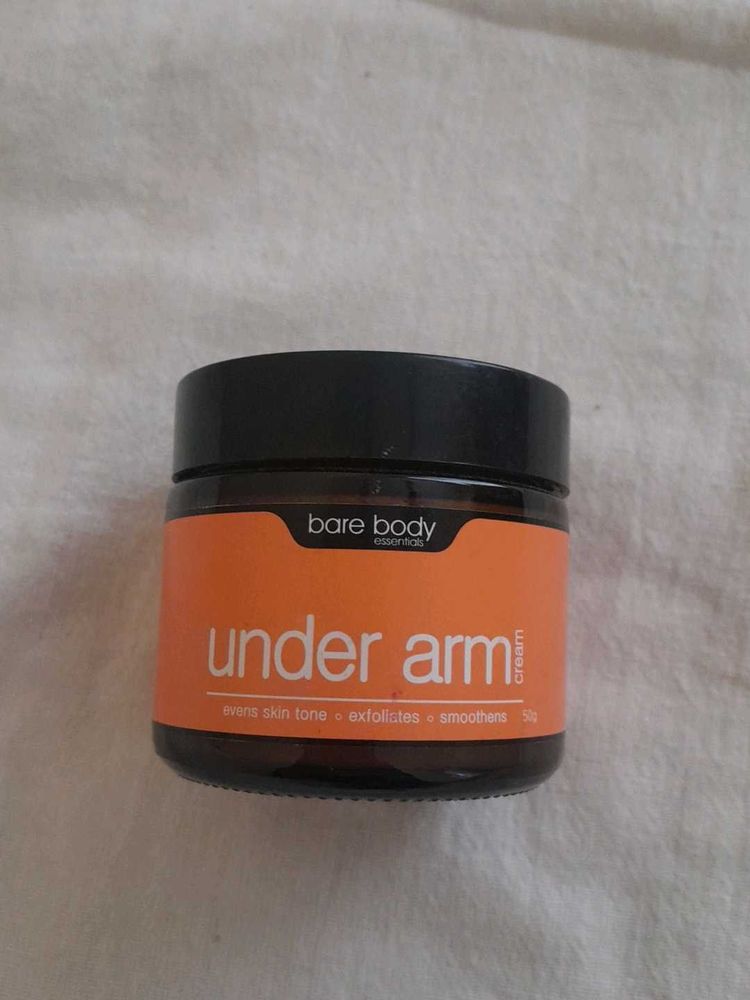 bare body
essentials
under arm
cream
evens skin tone o exfoliates o smoothens 50g